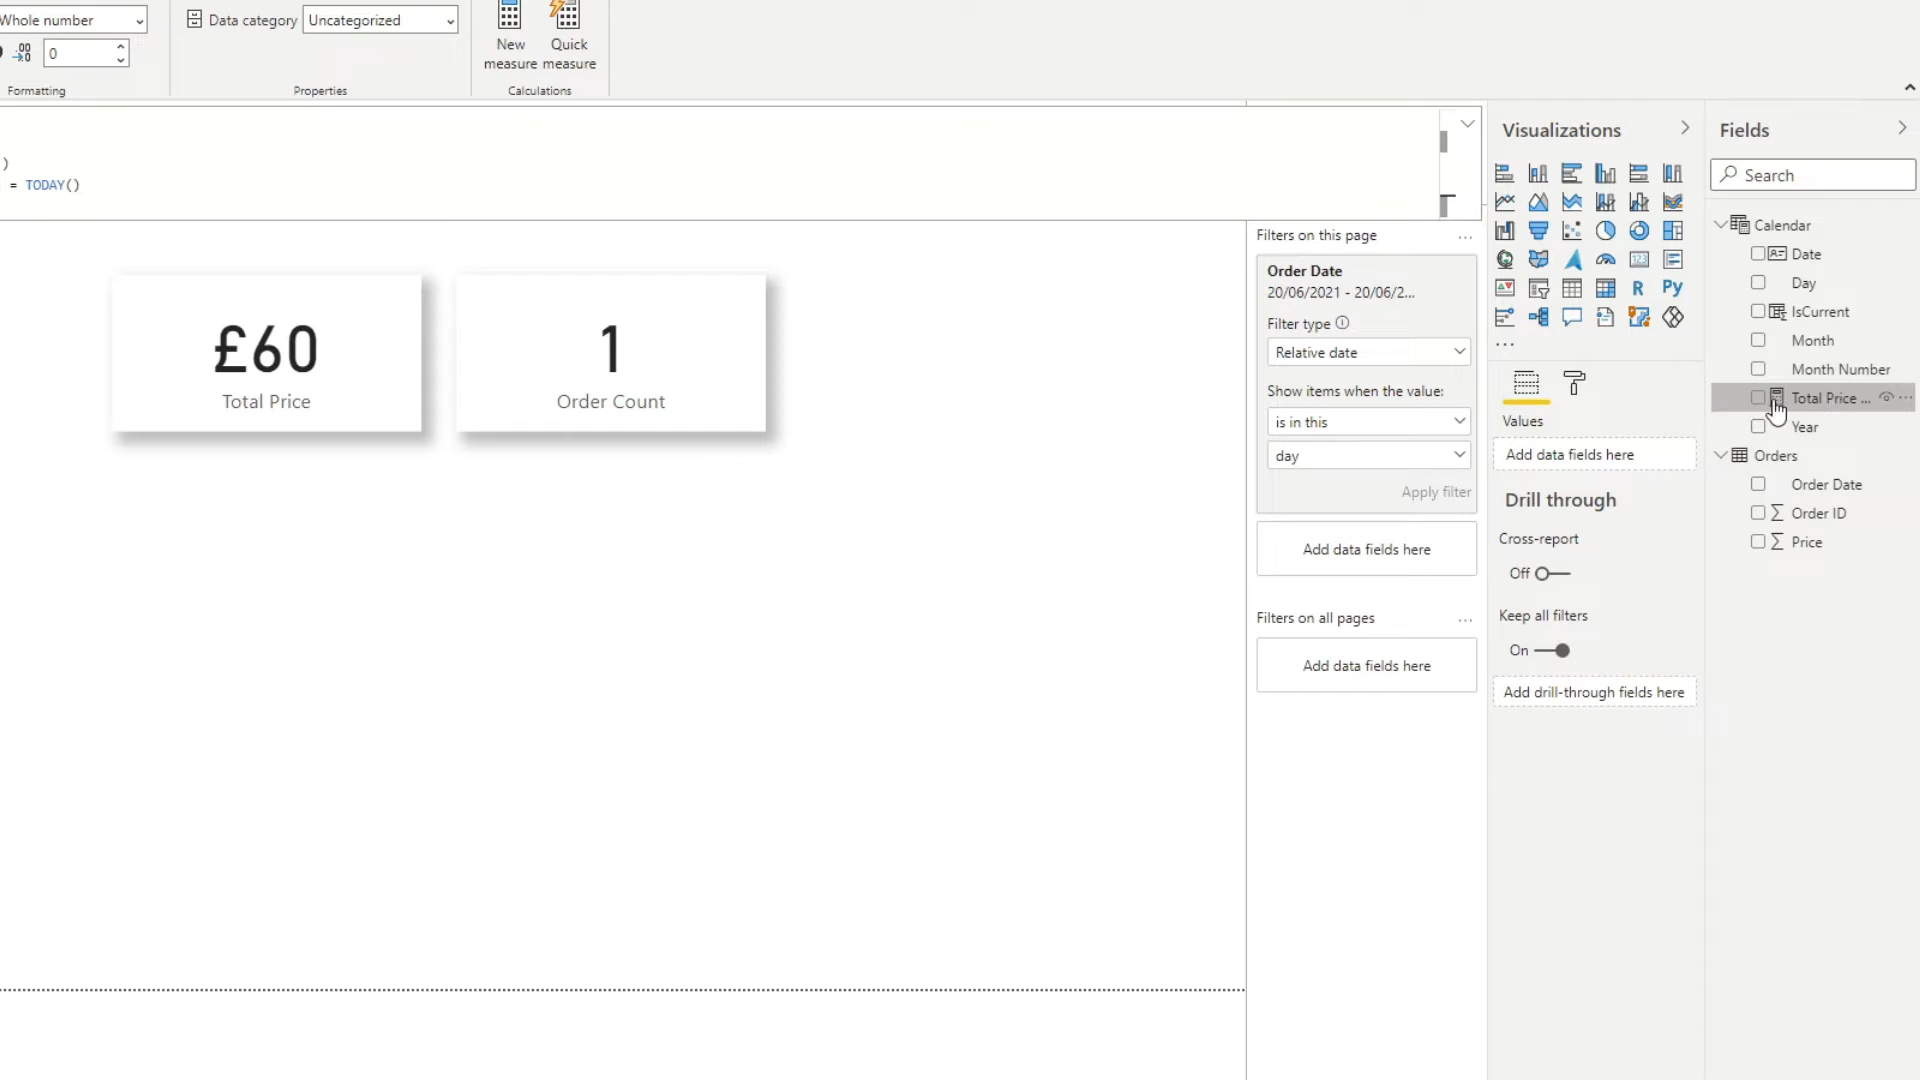 Whole number
Data category Uncategorized
0
New measure
Quick measure
Formatting
Properties
Calculations
)
= TODAY()
£60
Total Price
1
Order Count
Filters on this page
...
Order Date
20/06/2021 - 20/06/2...
Filter type
Relative date
Show items when the value:
is in this
day
Apply filter
Add data fields here
Filters on all pages
...
Add data fields here
Visualizations
123
R
Py
...
Values
Add data fields here
Drill through
Cross-report
Off
Keep all filters
On
Add drill-through fields here
Fields
Search
Calendar
Date
Day
IsCurrent
Month
Month Number
Total Price ...
Year
Orders
Order Date
Σ Order ID
Σ Price